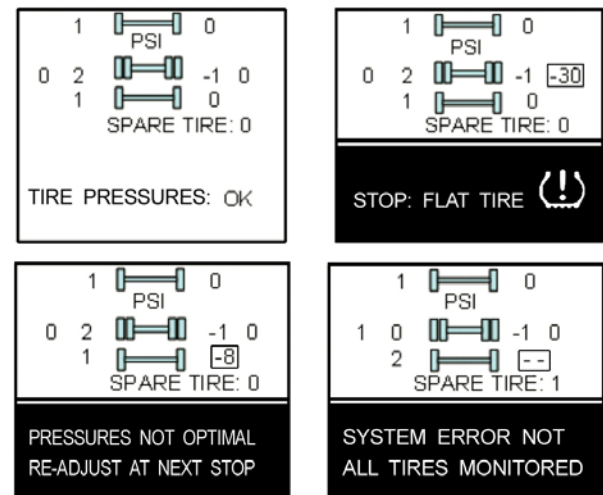 1 0
PSI
0 2 -1 0
1 0
SPARE TIRE: 0
TIRE PRESSURES: OK
1 0
PSI
0 2 -1 -30
1 0
SPARE TIRE: 0
STOP: FLAT TIRE
1 0
PSI
0 2 -1 0
1 -8
SPARE TIRE: 0
PRESSURES NOT OPTIMAL
RE-ADJUST AT NEXT STOP
1 0
PSI
1 0 -1 0
2 --
SPARE TIRE: 1
SYSTEM ERROR NOT
ALL TIRES MONITORED